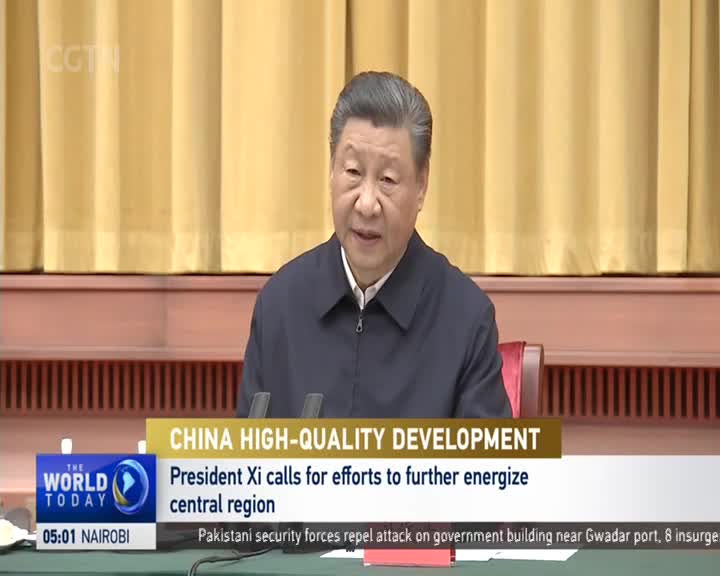 CGTN
CHINA HIGH-QUALITY DEVELOPMENT
President Xi calls for efforts to further energize
central region
THE
WORLD
TODAY
05:01 NAIROBI
Pakistani security forces repel attack on government building near Gwadar port, 8 insurge